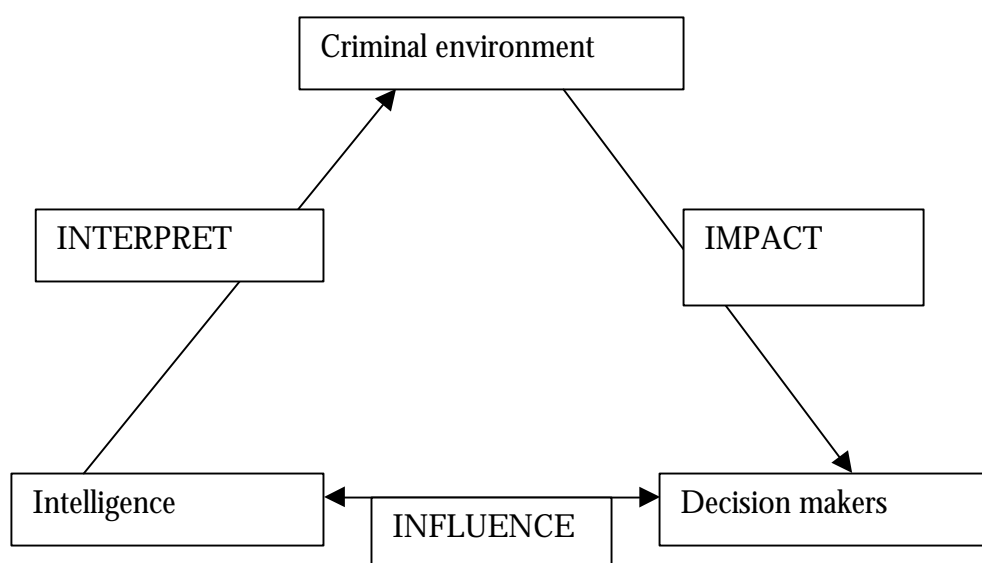 Criminal environment
INTERPRET
IMPACT
Intelligence
INFLUENCE
Decision makers